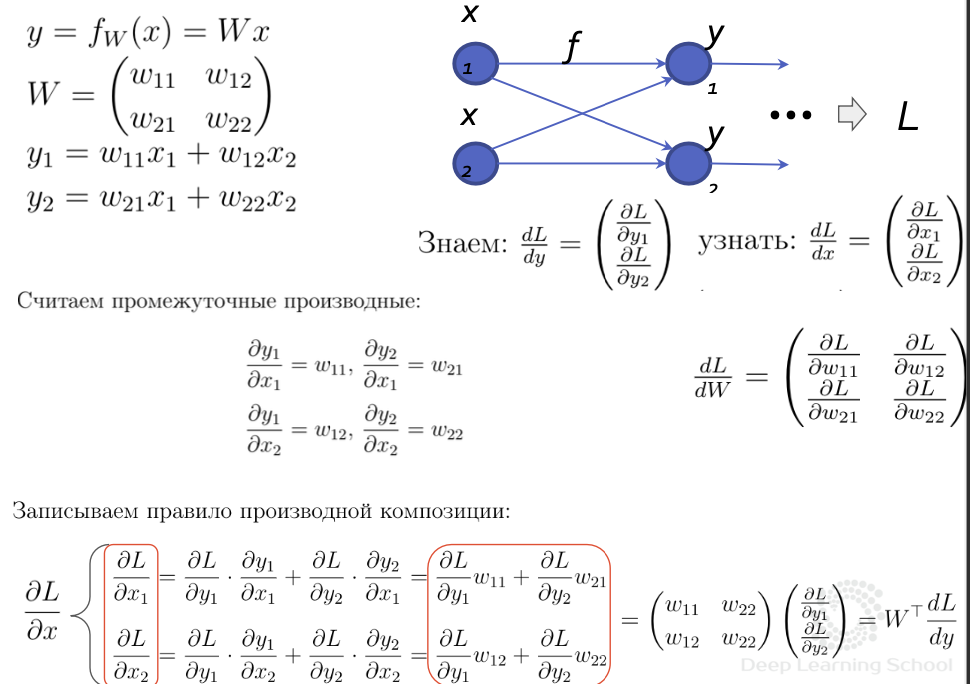 y = f_W(x) = Wx
W = \begin{pmatrix} w_{11} & w_{12} \\ w_{21} & w_{22} \end{pmatrix}
y_1 = w_{11}x_1 + w_{12}x_2
y_2 = w_{21}x_1 + w_{22}x_2
x 1 f y 1
x 2 y 2
... L
Знаем: \frac{dL}{dy} = \begin{pmatrix} \frac{\partial L}{\partial y_1} \\ \frac{\partial L}{\partial y_2} \end{pmatrix} узнать: \frac{dL}{dx} = \begin{pmatrix} \frac{\partial L}{\partial x_1} \\ \frac{\partial L}{\partial x_2} \end{pmatrix}
Считаем промежуточные производные:
\frac{\partial y_1}{\partial x_1} = w_{11}, \frac{\partial y_2}{\partial x_1} = w_{21}
\frac{\partial y_1}{\partial x_2} = w_{12}, \frac{\partial y_2}{\partial x_2} = w_{22}
\frac{dL}{dW} = \begin{pmatrix} \frac{\partial L}{\partial w_{11}} & \frac{\partial L}{\partial w_{12}} \\ \frac{\partial L}{\partial w_{21}} & \frac{\partial L}{\partial w_{22}} \end{pmatrix}
Записываем правило производной композиции:
\frac{\partial L}{\partial x}
\frac{\partial L}{\partial x_1} = \frac{\partial L}{\partial y_1} \cdot \frac{\partial y_1}{\partial x_1} + \frac{\partial L}{\partial y_2} \cdot \frac{\partial y_2}{\partial x_1} = \frac{\partial L}{\partial y_1} w_{11} + \frac{\partial L}{\partial y_2} w_{21}
\frac{\partial L}{\partial x_2} = \frac{\partial L}{\partial y_1} \cdot \frac{\partial y_1}{\partial x_2} + \frac{\partial L}{\partial y_2} \cdot \frac{\partial y_2}{\partial x_2} = \frac{\partial L}{\partial y_1} w_{12} + \frac{\partial L}{\partial y_2} w_{22}
= \begin{pmatrix} w_{11} & w_{22} \\ w_{12} & w_{22} \end{pmatrix} \begin{pmatrix} \frac{\partial L}{\partial y_1} \\ \frac{\partial L}{\partial y_2} \end{pmatrix} = W^\top \frac{dL}{dy}
Deep Learning School